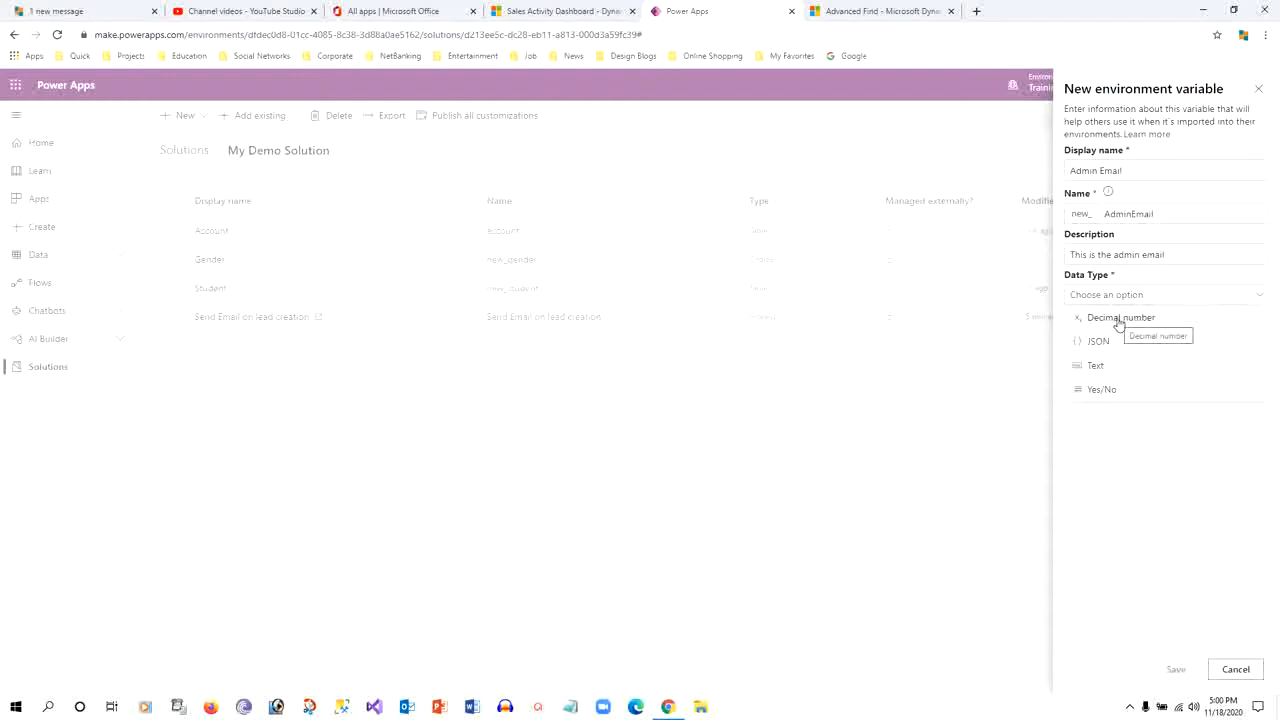 1 new message
Channel videos - YouTube Studio
All apps | Microsoft Office
Sales Activity Dashboard - Dynam
Power Apps
Advanced Find - Microsoft Dynam
make.powerapps.com/environments/dfdec0d8-01cc-4085-8c38-3d88a0ae5162/solutions/d213ee5c-dc28-eb11-a813-000d3a59fc39#
Apps
Quick
Projects
Education
Social Networks
Corporate
NetBanking
Entertainment
Job
News
Design Blogs
Online Shopping
My Favorites
Google
Power Apps
New
Add existing
Delete
Export
Publish all customizations
Home
Learn
Apps
Create
Data
Flows
Chatbots
AI Builder
Solutions
Solutions
My Demo Solution
Display name
Name
Type
Managed externally?
Modifie
Account
account
Gender
new_gender
Student
new_student
Send Email on lead creation
Send Email on lead creation
New environment variable
Enter information about this variable that will
help others use it when it's imported into their
environments. Learn more
Display name *
Admin Email
Name *
new_ AdminEmail
Description
This is the admin email
Data Type *
Choose an option
Decimal number
Decimal number
JSON
Text
Yes/No
Save
Cancel
5:00 PM
11/18/2020